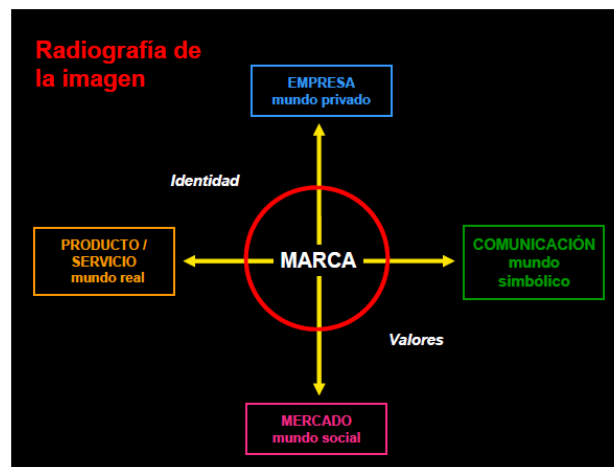 Radiografía de
la imagen
EMPRESA
mundo privado
Identidad
PRODUCTO /
SERVICIO
mundo real
MARCA
COMUNICACIÓN
mundo
simbólico
Valores
MERCADO
mundo social